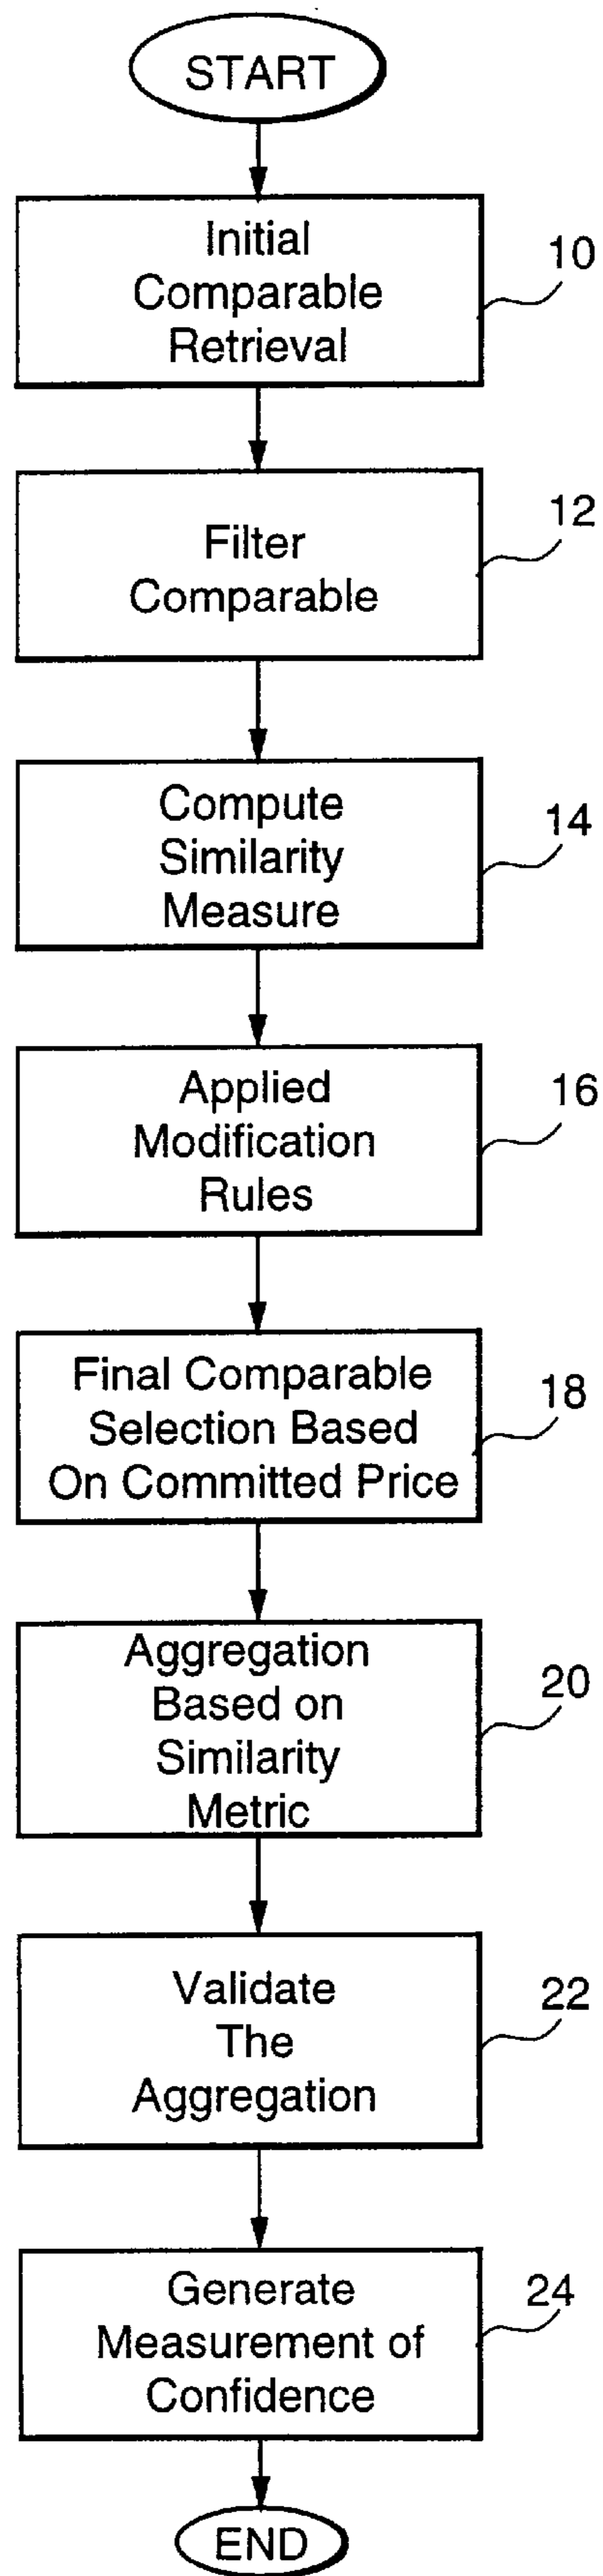 START
Initial
Comparable
Retrieval
10
Filter
Comparable
12
Compute
Similarity
Measure
14
Applied
Modification
Rules
16
Final Comparable
Selection Based
On Committed Price
18
Aggregation
Based on
Similarity
Metric
20
Validate
The
Aggregation
22
Generate
Measurement of
Confidence
24
END